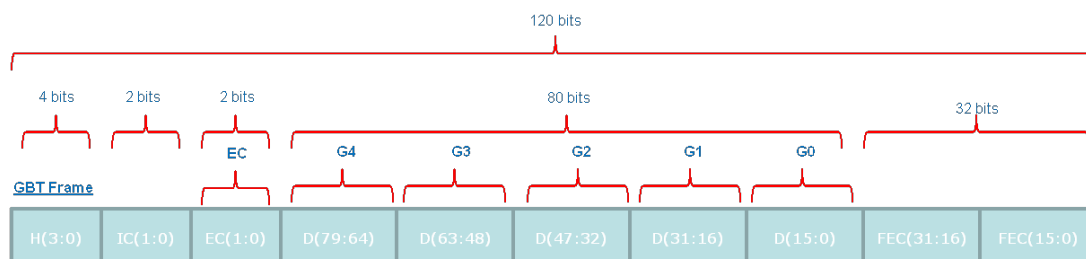 120 bits
4 bits 2 bits 2 bits 80 bits 32 bits
EC G4 G3 G2 G1 G0
GBT Frame
H(3:0) IC(1:0) EC(1:0) D(79:64) D(63:48) D(47:32) D(31:16) D(15:0) FEC(31:16) FEC(15:0)